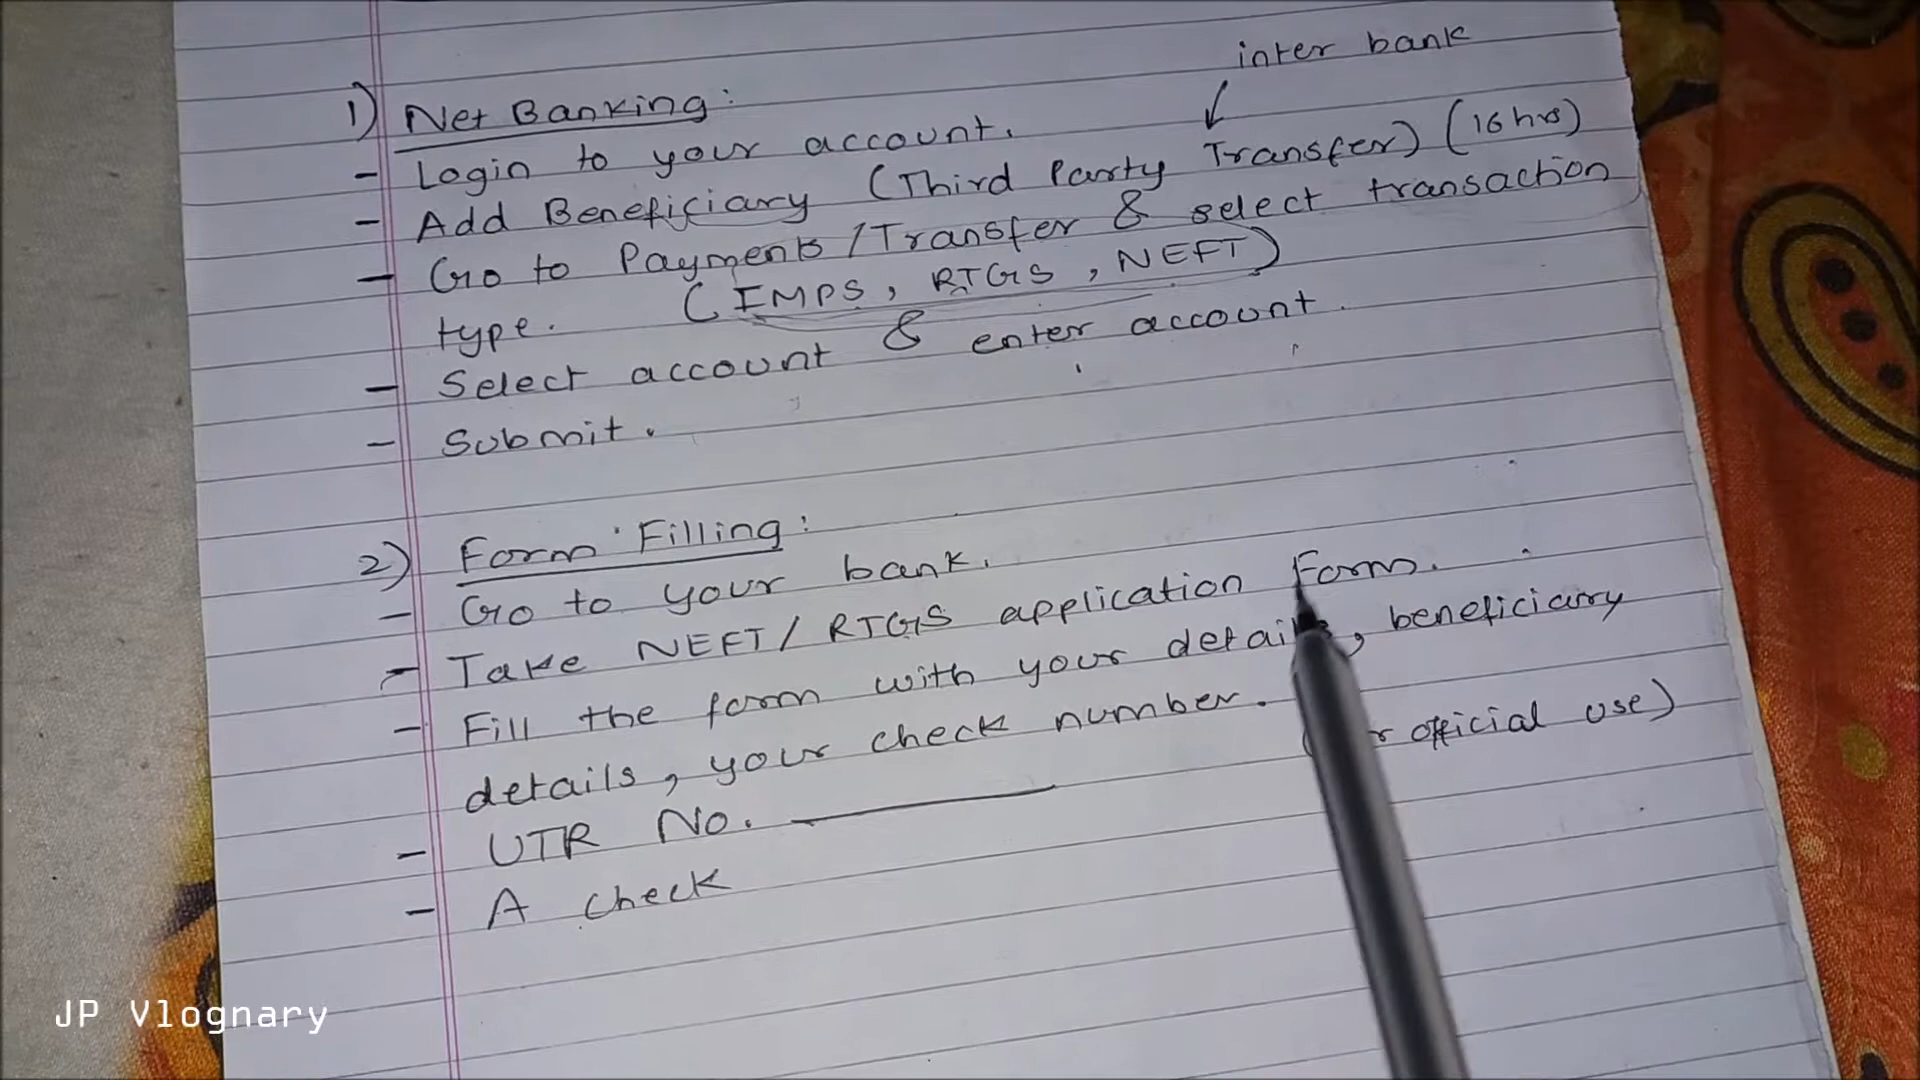 inter bank
1) Net Banking:
- Login to your account.
- Add Beneficiary (Third Party Transfer) (16 hrs)
- Go to Payments / Transfer & select transaction
type. (IMPS, RTGS, NEFT)
- Select account & enter account.
- Submit.
2) Form Filling:
- Go to your bank.
- Take NEFT / RTGS application Form.
- Fill the form with your details, beneficiary
details, your check number.
- UTR No. official use)
- A check
JP Vlognary